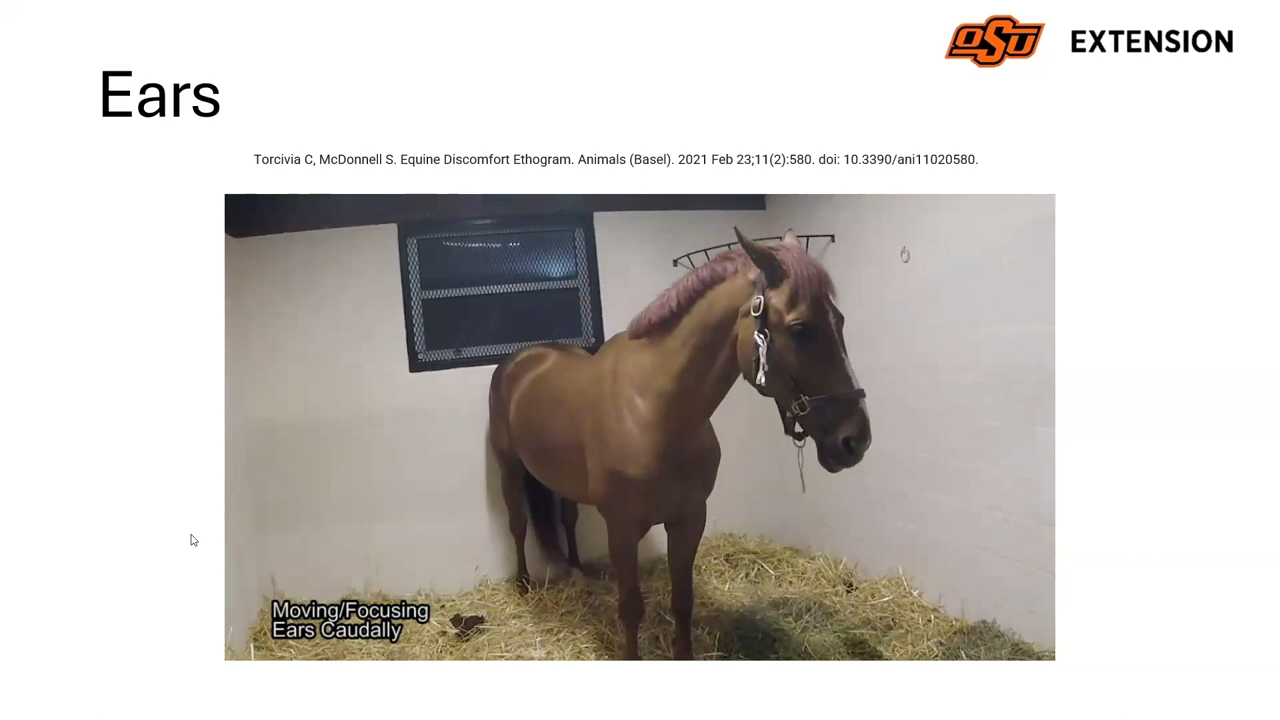 OSU EXTENSION
Ears
Torcivia C, McDonnell S. Equine Discomfort Ethogram. Animals (Basel). 2021 Feb 23;11(2):580. doi: 10.3390/ani11020580.
Moving/Focusing
Ears Caudally